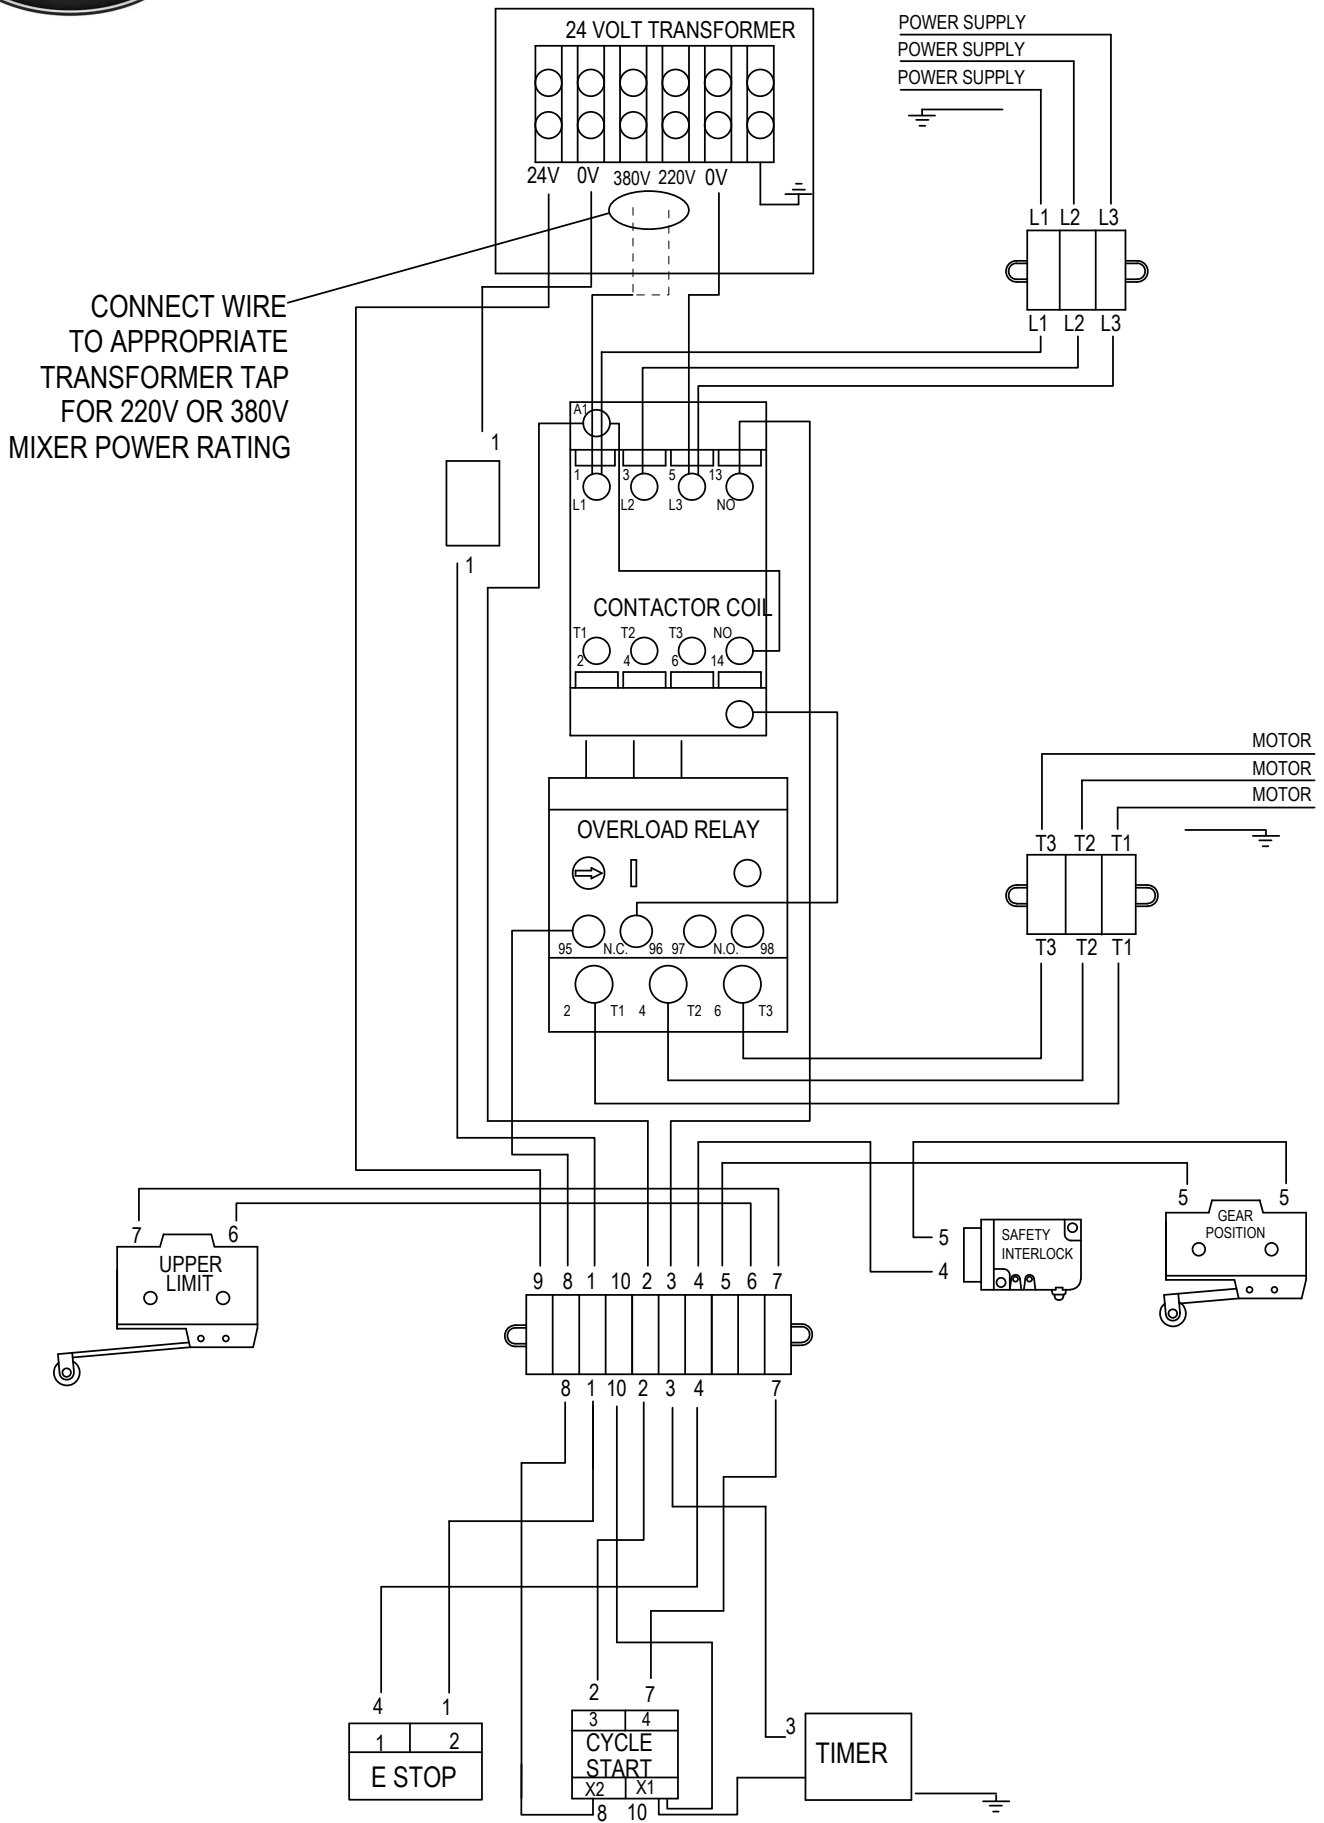 24 VOLT TRANSFORMER
24V 0V 380V 220V 0V
POWER SUPPLY
POWER SUPPLY
POWER SUPPLY
L1 L2 L3
L1 L2 L3
CONNECT WIRE
TO APPROPRIATE
TRANSFORMER TAP
FOR 220V OR 380V
MIXER POWER RATING
1
1
A1
1 3 5 13
L1 L2 L3 NO
CONTACTOR COIL
T1 T2 T3 NO
2 4 6 14
MOTOR
MOTOR
MOTOR
T3 T2 T1
T3 T2 T1
OVERLOAD RELAY
95 N.C. 96 97 N.O. 98
2 T1 4 T2 6 T3
7 6
UPPER
LIMIT
5
4
SAFETY
INTERLOCK
5 5
GEAR
POSITION
9 8 1 10 2 3 4 5 6 7
8 1 10 2 3 4 7
4 1
1 2
E STOP
2 7
3 4
CYCLE
START
X2 X1
8 10
3
TIMER